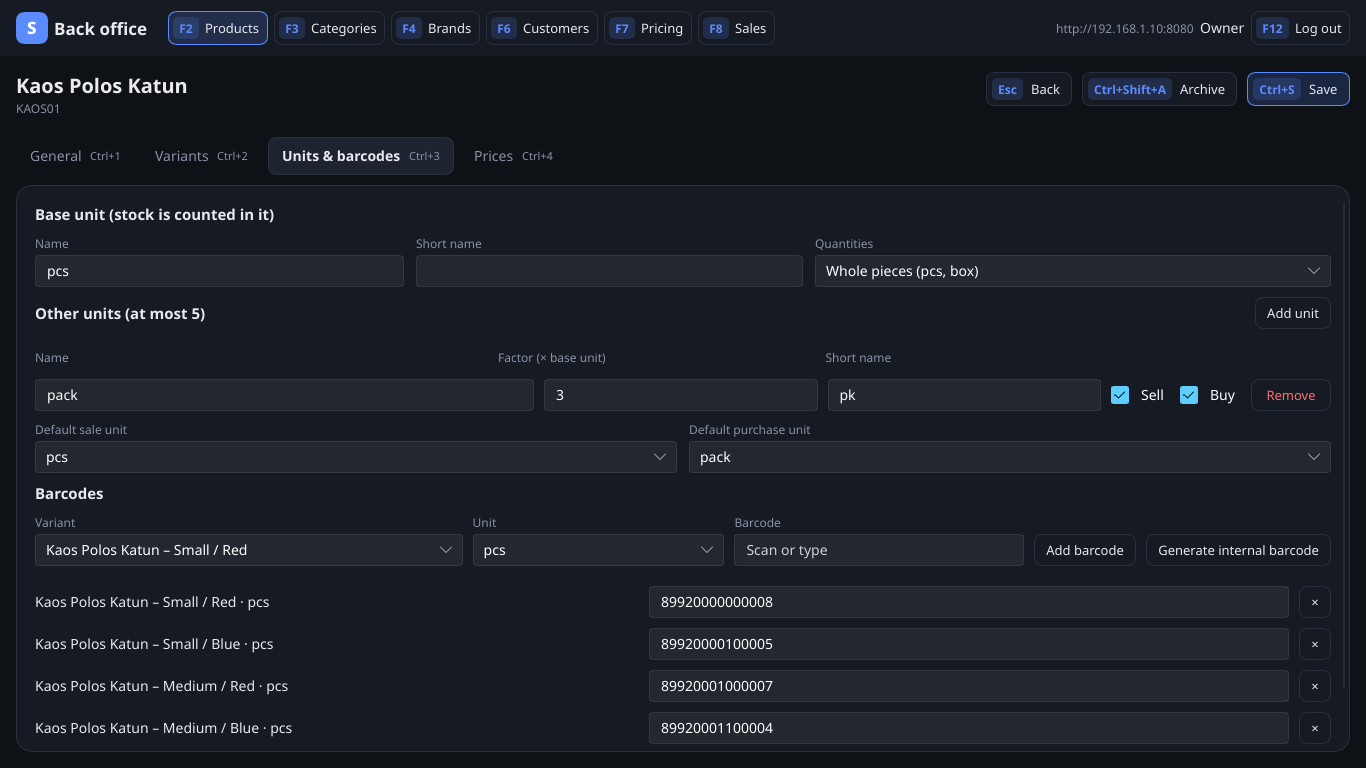 S Back office F2 Products F3 Categories F4 Brands F6 Customers F7 Pricing F8 Sales http://192.168.1.10:8080 Owner F12 Log out
Kaos Polos Katun
KAOS01
Esc Back Ctrl+Shift+A Archive Ctrl+S Save
General Ctrl+1 Variants Ctrl+2 Units & barcodes Ctrl+3 Prices Ctrl+4
Base unit (stock is counted in it)
Name Short name Quantities
pcs Whole pieces (pcs, box)
Other units (at most 5) Add unit
Name Factor (× base unit) Short name
pack 3 pk Sell Buy Remove
Default sale unit Default purchase unit
pcs pack
Barcodes
Variant Unit Barcode
Kaos Polos Katun – Small / Red pcs Scan or type Add barcode Generate internal barcode
Kaos Polos Katun – Small / Red · pcs 89920000000008 ×
Kaos Polos Katun – Small / Blue · pcs 89920000100005 ×
Kaos Polos Katun – Medium / Red · pcs 89920001000007 ×
Kaos Polos Katun – Medium / Blue · pcs 89920001100004 ×